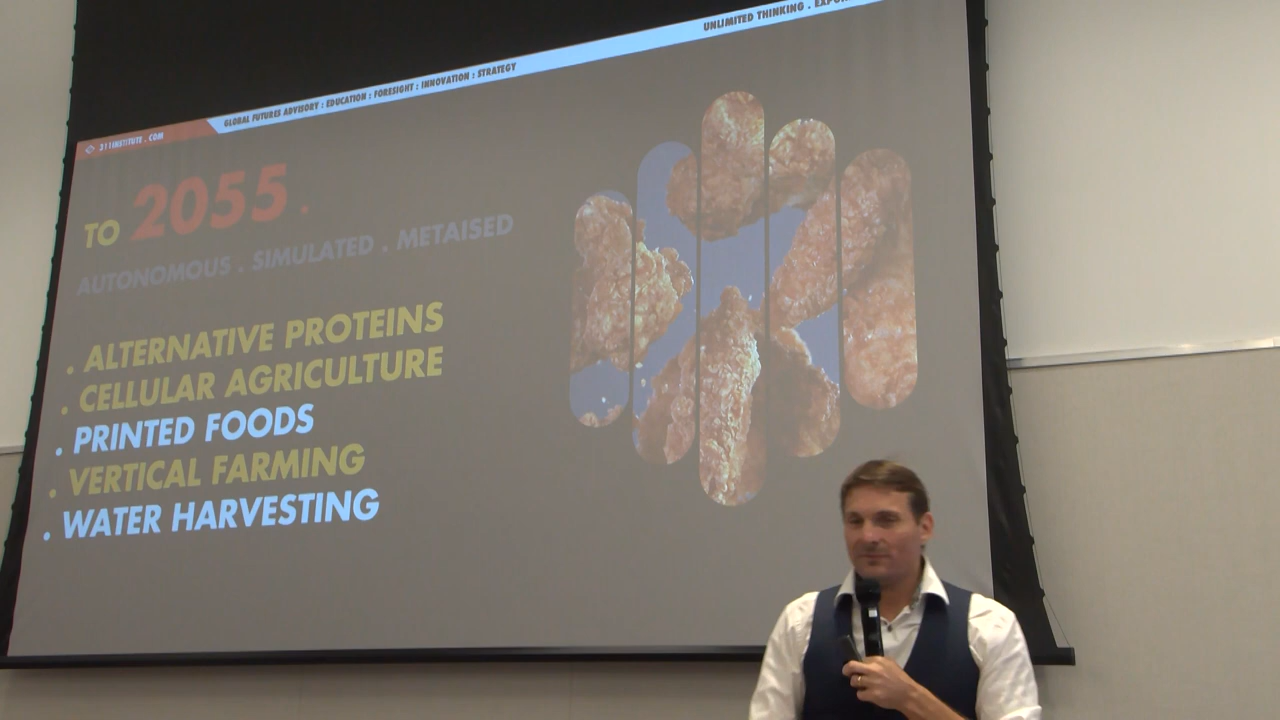 UNLIMITED THINKING .
311INSTITUTE . COM
GLOBAL FUTURES ADVISORY : EDUCATION : FORESIGHT : INNOVATION : STRATEGY
TO 2055 .
AUTONOMOUS . SIMULATED . METAISED
. ALTERNATIVE PROTEINS
. CELLULAR AGRICULTURE
. PRINTED FOODS
. VERTICAL FARMING
. WATER HARVESTING